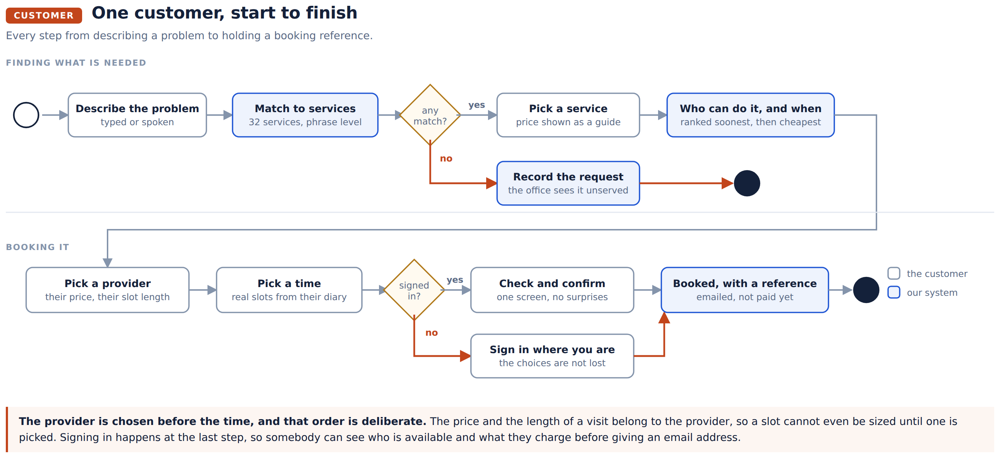 CUSTOMER
One customer, start to finish
Every step from describing a problem to holding a booking reference.
FINDING WHAT IS NEEDED
Describe the problem
typed or spoken
Match to services
32 services, phrase level
any
match?
yes
Pick a service
price shown as a guide
Who can do it, and when
ranked soonest, then cheapest
no
Record the request
the office sees it unserved
BOOKING IT
Pick a provider
their price, their slot length
Pick a time
real slots from their diary
signed
in?
yes
Check and confirm
one screen, no surprises
Booked, with a reference
emailed, not paid yet
the customer
our system
no
Sign in where you are
the choices are not lost
The provider is chosen before the time, and that order is deliberate. The price and the length of a visit belong to the provider, so a slot cannot even be sized until one is
picked. Signing in happens at the last step, so somebody can see who is available and what they charge before giving an email address.